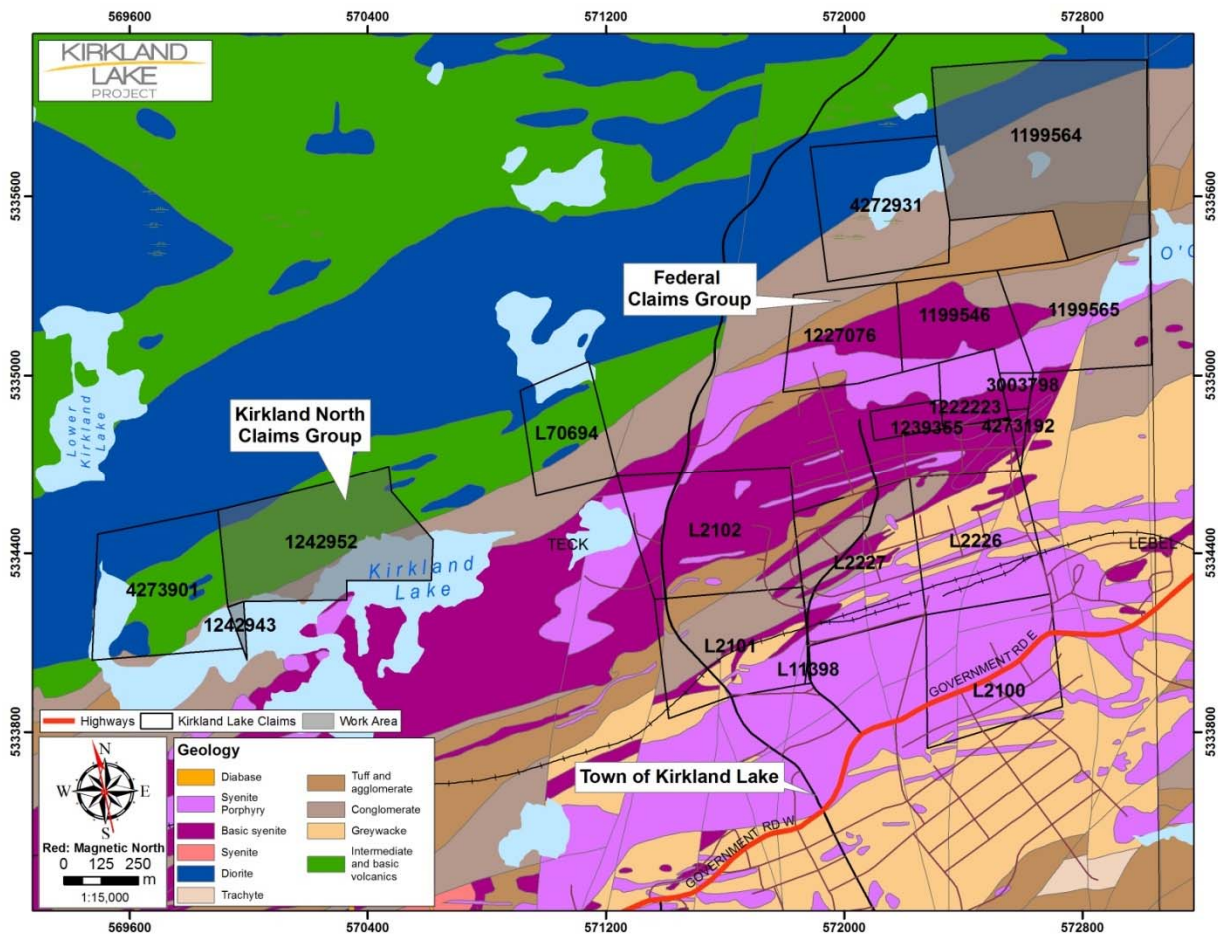 569600 570400 571200 572000 572800
KIRKLAND
LAKE
PROJECT
1199564
5335600 5335600
4272931
O'
Federal
Claims Group
1199546 1199565
1227076
5335000 5335000
3003798
Lower
Kirkland
Lake
Kirkland North
Claims Group
1222223
1239365 4273192
L70694
L2102
L2226
1242952
TECK
LEBEL
5334400 5334400
Kirkland
Lake
L2227
4273901
1242943
L2101
L11398
GOVERNMENT RD E
L2100
Highways Kirkland Lake Claims Work Area
5333800 5333800
Town of Kirkland Lake
GOVERNMENT RD W
N
W E
S
Red: Magnetic North
0 125 250
m
1:15,000
Geology
Diabase
Syenite
Porphyry
Basic syenite
Syenite
Diorite
Trachyte
Tuff and
agglomerate
Conglomerate
Greywacke
Intermediate
and basic
volcanics
569600 570400 571200 572000 572800